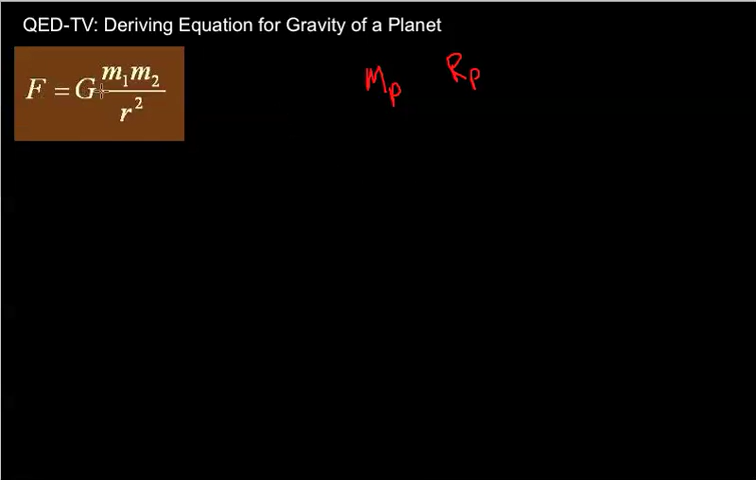 QED-TV: Deriving Equation for Gravity of a Planet
F = G m₁m₂ / r²
Mp Rp